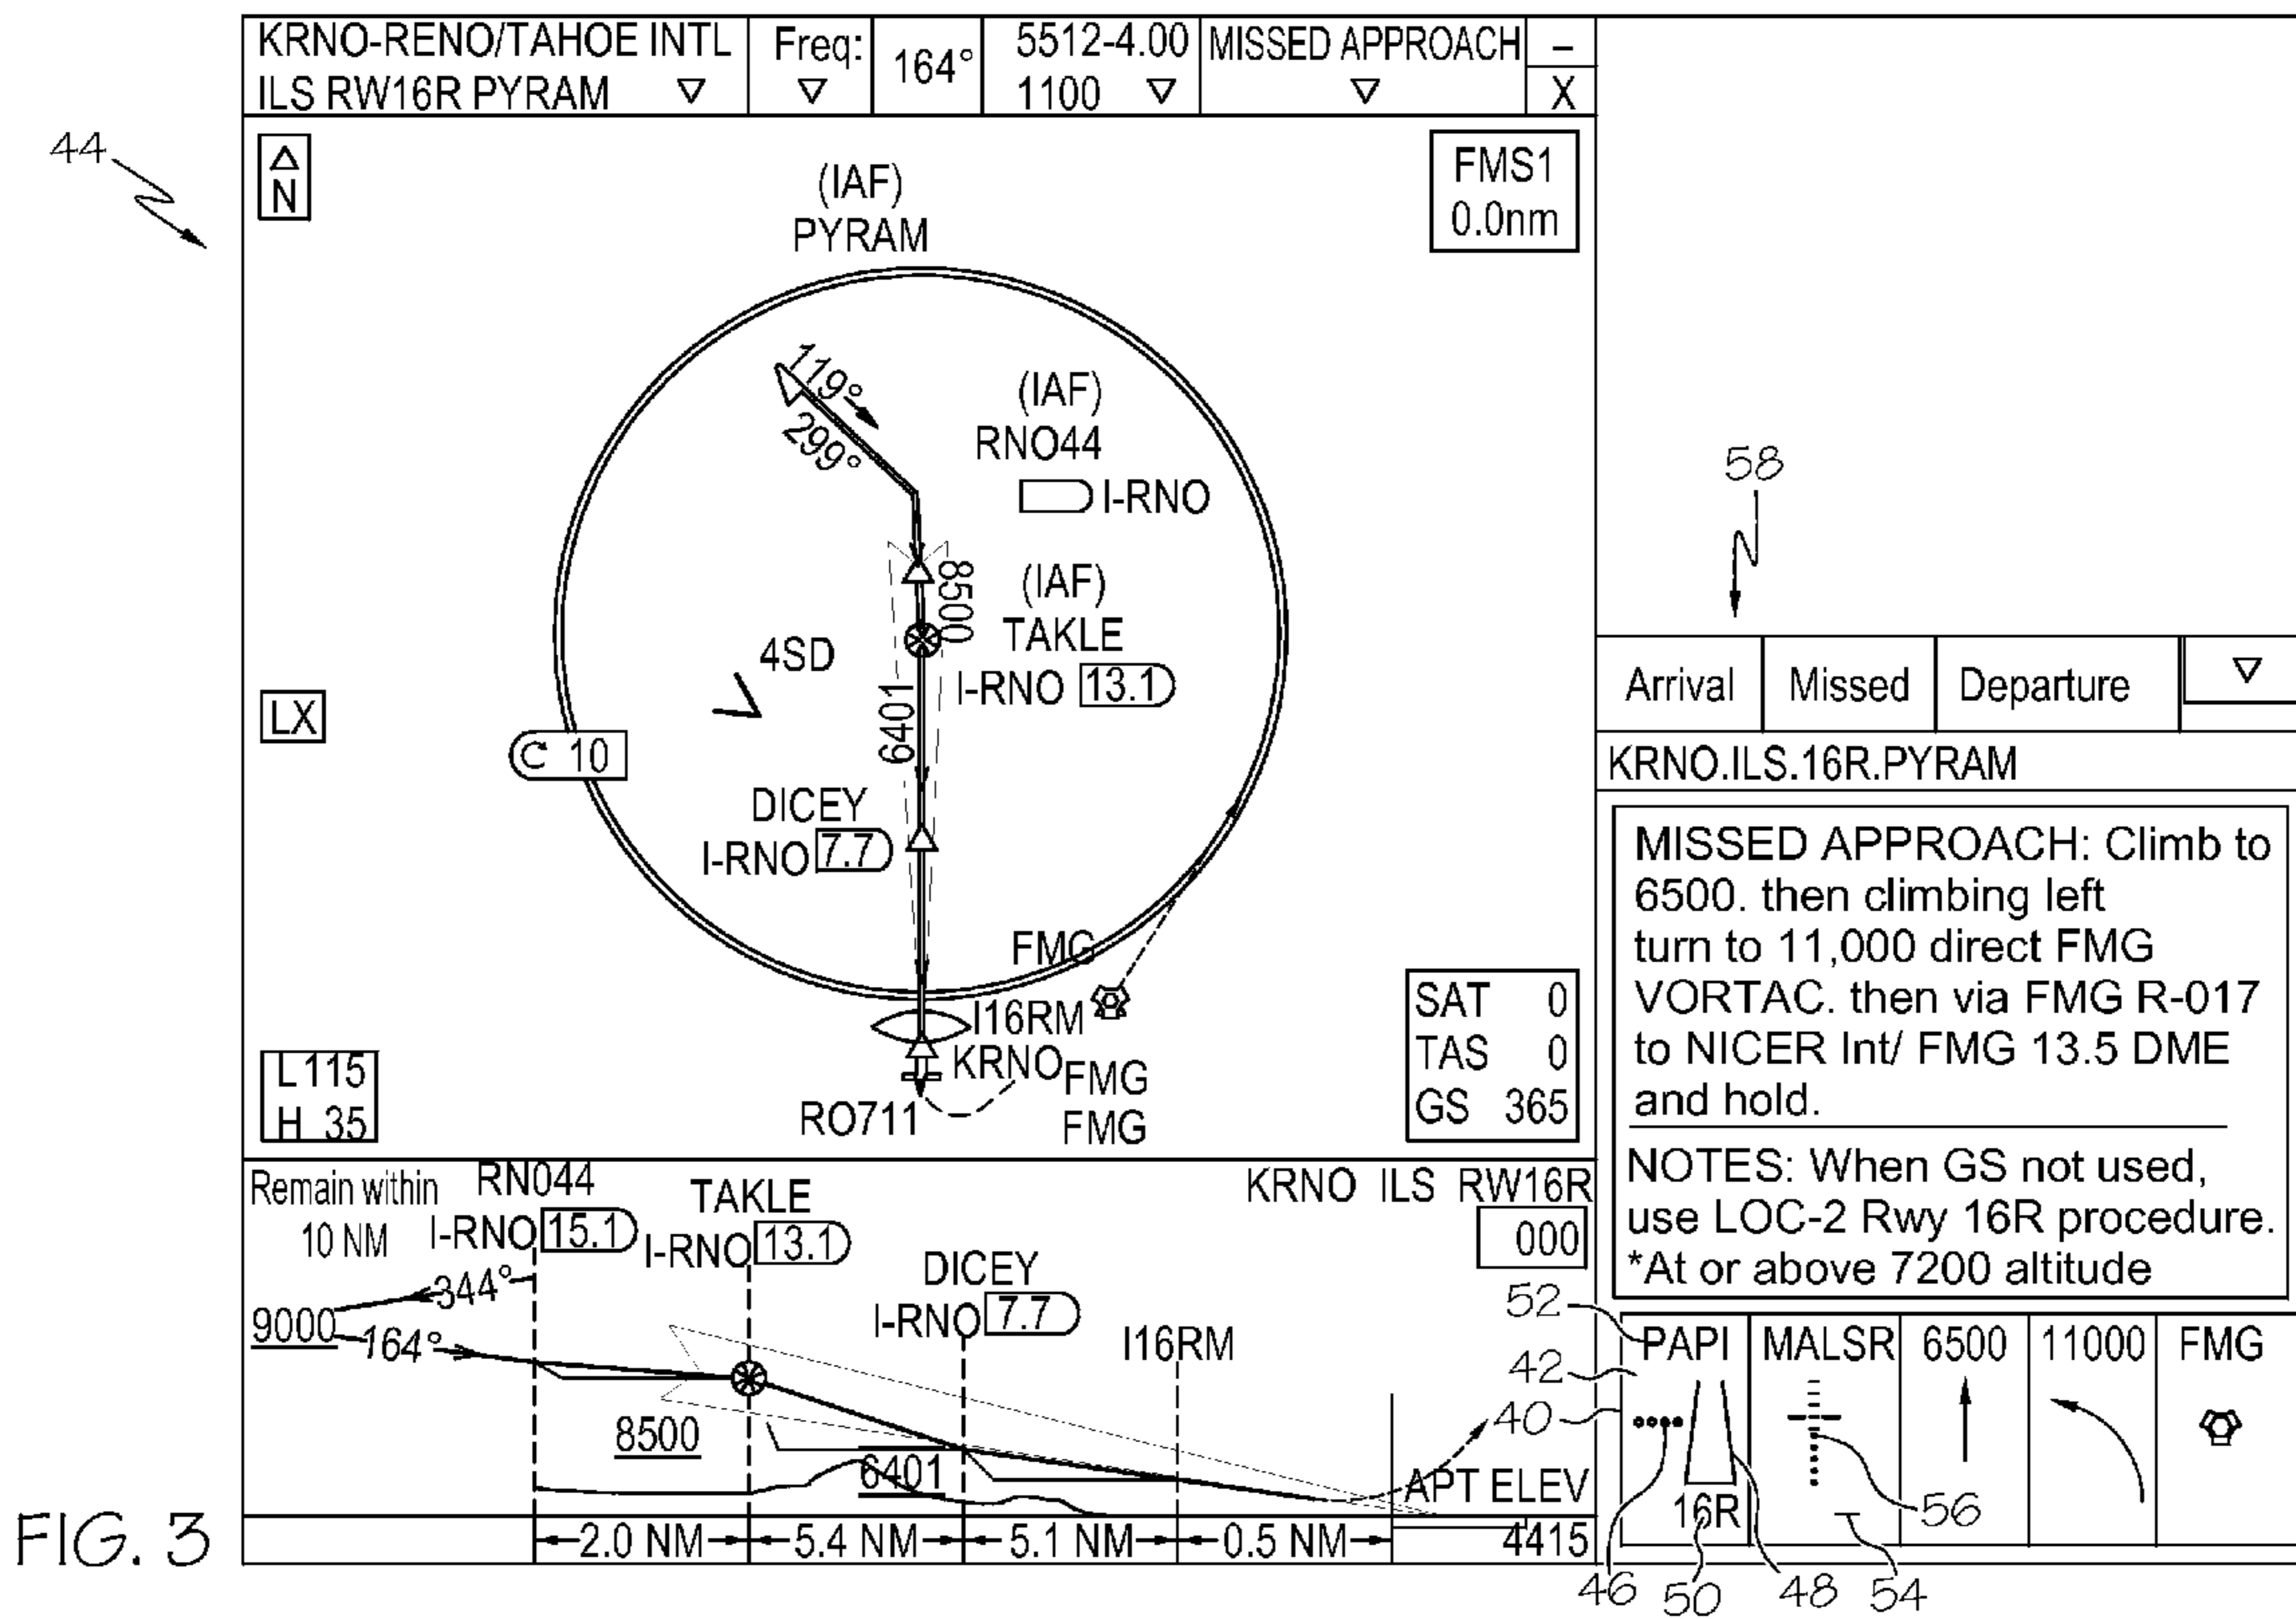 KRNO-RENO/TAHOE INTL
ILS RW16R PYRAM
Freq:
164°
5512-4.00
1100
MISSED APPROACH
–
X
44
N
(IAF)
PYRAM
FMS1
0.0nm
119°
299°
(IAF)
RNO44
I-RNO
8500
(IAF)
TAKLE
I-RNO 13.1
4SD
6401
LX
10
DICEY
I-RNO 7.7
FMG
I16RM
KRNO
FMG
RO711
FMG
L115
H 35
SAT 0
TAS 0
GS 365
58
Arrival
Missed
Departure
KRNO.ILS.16R.PYRAM
MISSED APPROACH: Climb to
6500. then climbing left
turn to 11,000 direct FMG
VORTAC. then via FMG R-017
to NICER Int/ FMG 13.5 DME
and hold.
NOTES: When GS not used,
use LOC-2 Rwy 16R procedure.
*At or above 7200 altitude
Remain within
10 NM
RN044
I-RNO 15.1
TAKLE
I-RNO 13.1
KRNO ILS RW16R
000
DICEY
I-RNO 7.7
I16RM
344°
9000
164°
8500
6401
APT ELEV
2.0 NM
5.4 NM
5.1 NM
0.5 NM
4415
52
42
40
PAPI
16R
MALSR
6500
11000
FMG
56
46
50
48
54
FIG. 3